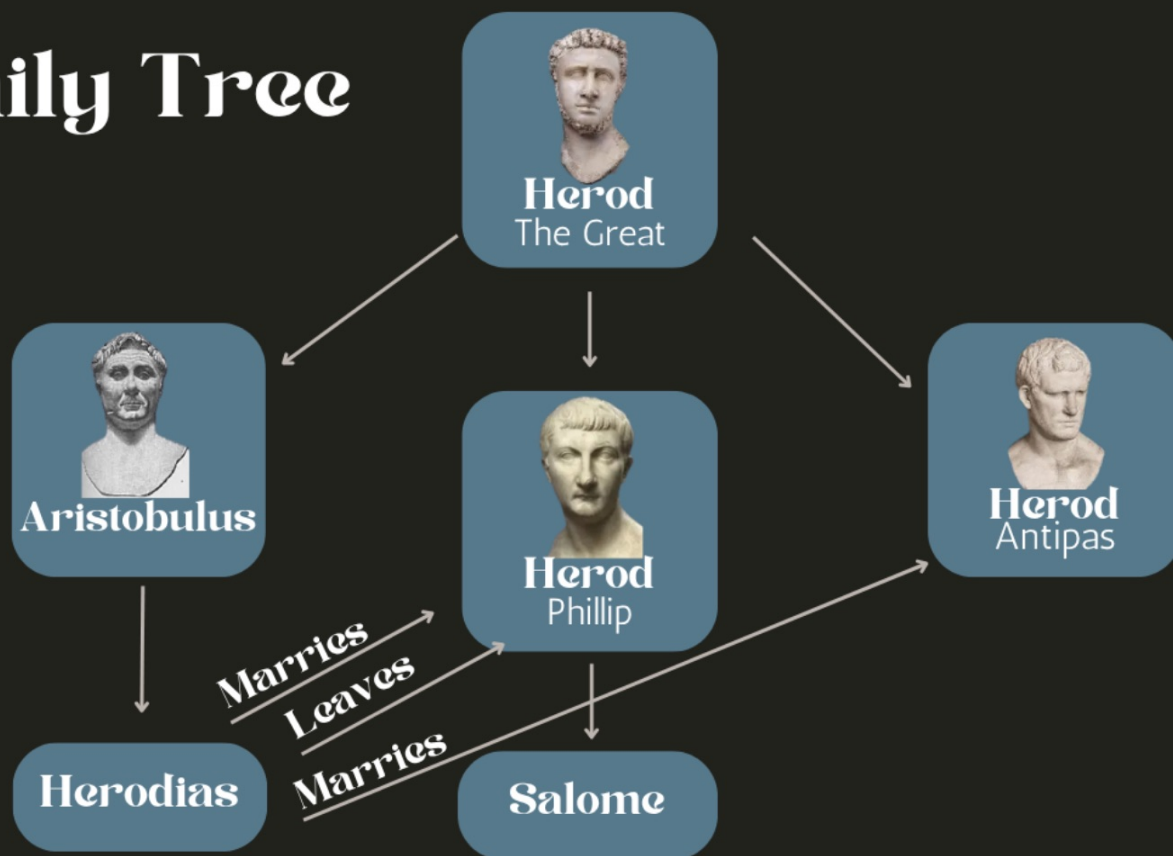 ily Tree
Herod
The Great
Aristobulus
Herod
Phillip
Herod
Antipas
Marries
Leaves
Marries
Herodias
Salome